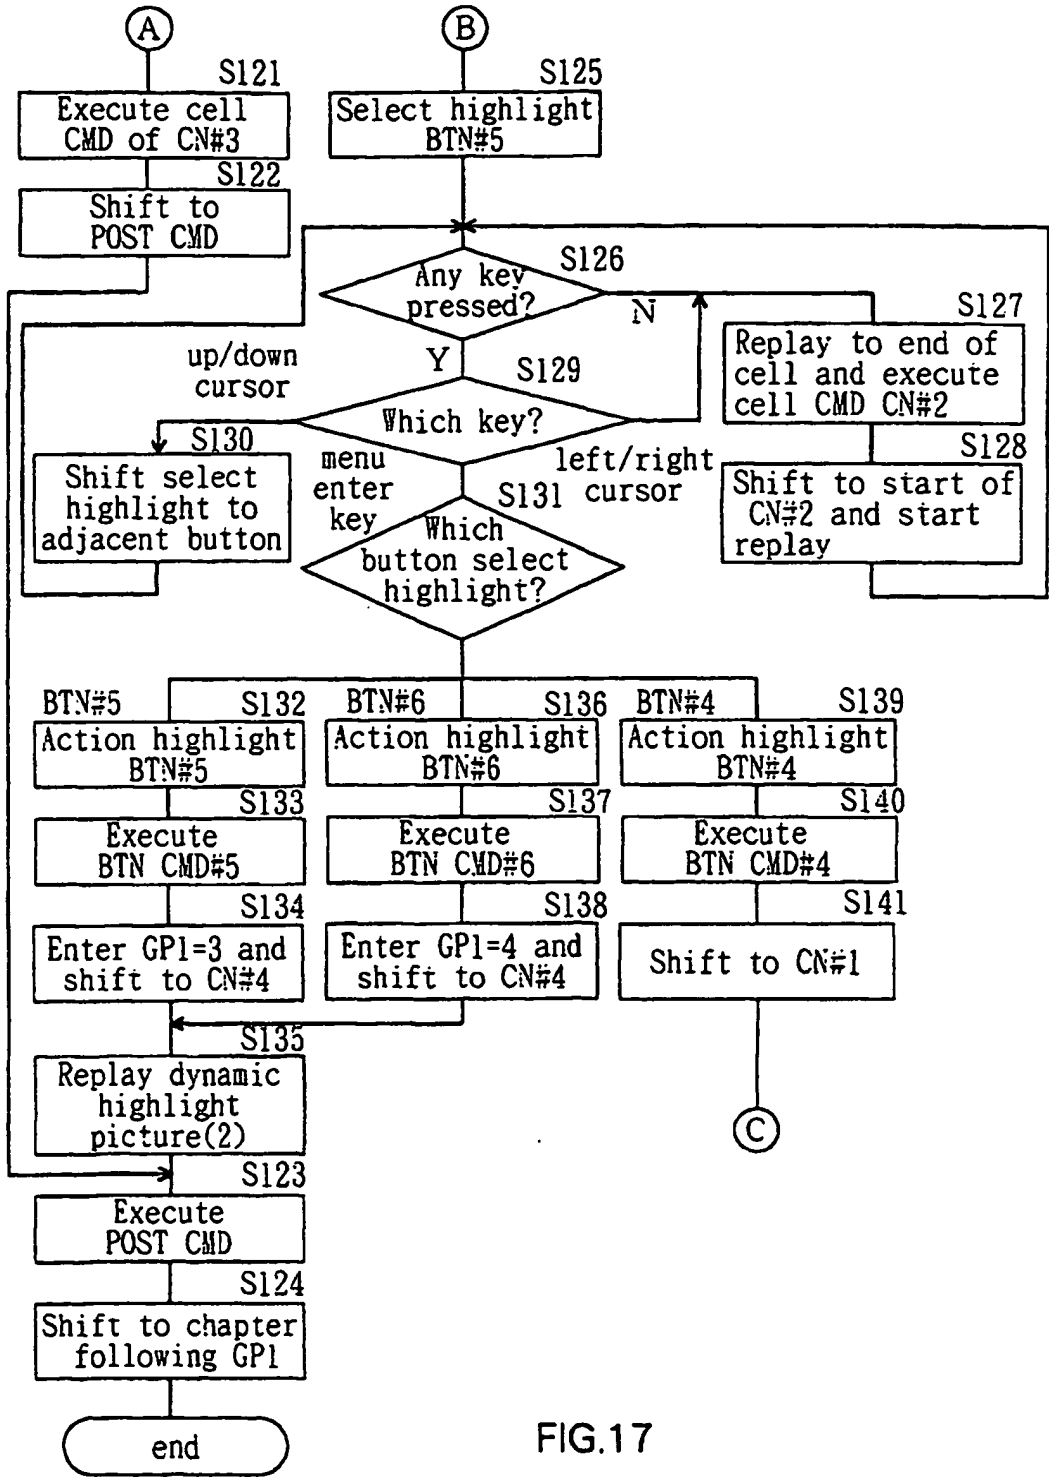 A
B
S121
Execute cell
CMD of CN#3
S122
Shift to
POST CMD
S125
Select highlight
BTN#5
S126
Any key
pressed?
N
Y
S127
Replay to end of
cell and execute
cell CMD CN#2
S128
Shift to start of
CN#2 and start
replay
up/down
cursor
S129
Which key?
S130
Shift select
highlight to
adjacent button
menu
enter
key
left/right
cursor
S131
Which
button select
highlight?
BTN#5
S132
Action highlight
BTN#5
S133
Execute
BTN CMD#5
S134
Enter GP1=3 and
shift to CN#4
BTN#6
S136
Action highlight
BTN#6
S137
Execute
BTN CMD#6
S138
Enter GP1=4 and
shift to CN#4
BTN#4
S139
Action highlight
BTN#4
S140
Execute
BTN CMD#4
S141
Shift to CN#1
C
S135
Replay dynamic
highlight
picture(2)
S123
Execute
POST CMD
S124
Shift to chapter
following GP1
end
FIG.17